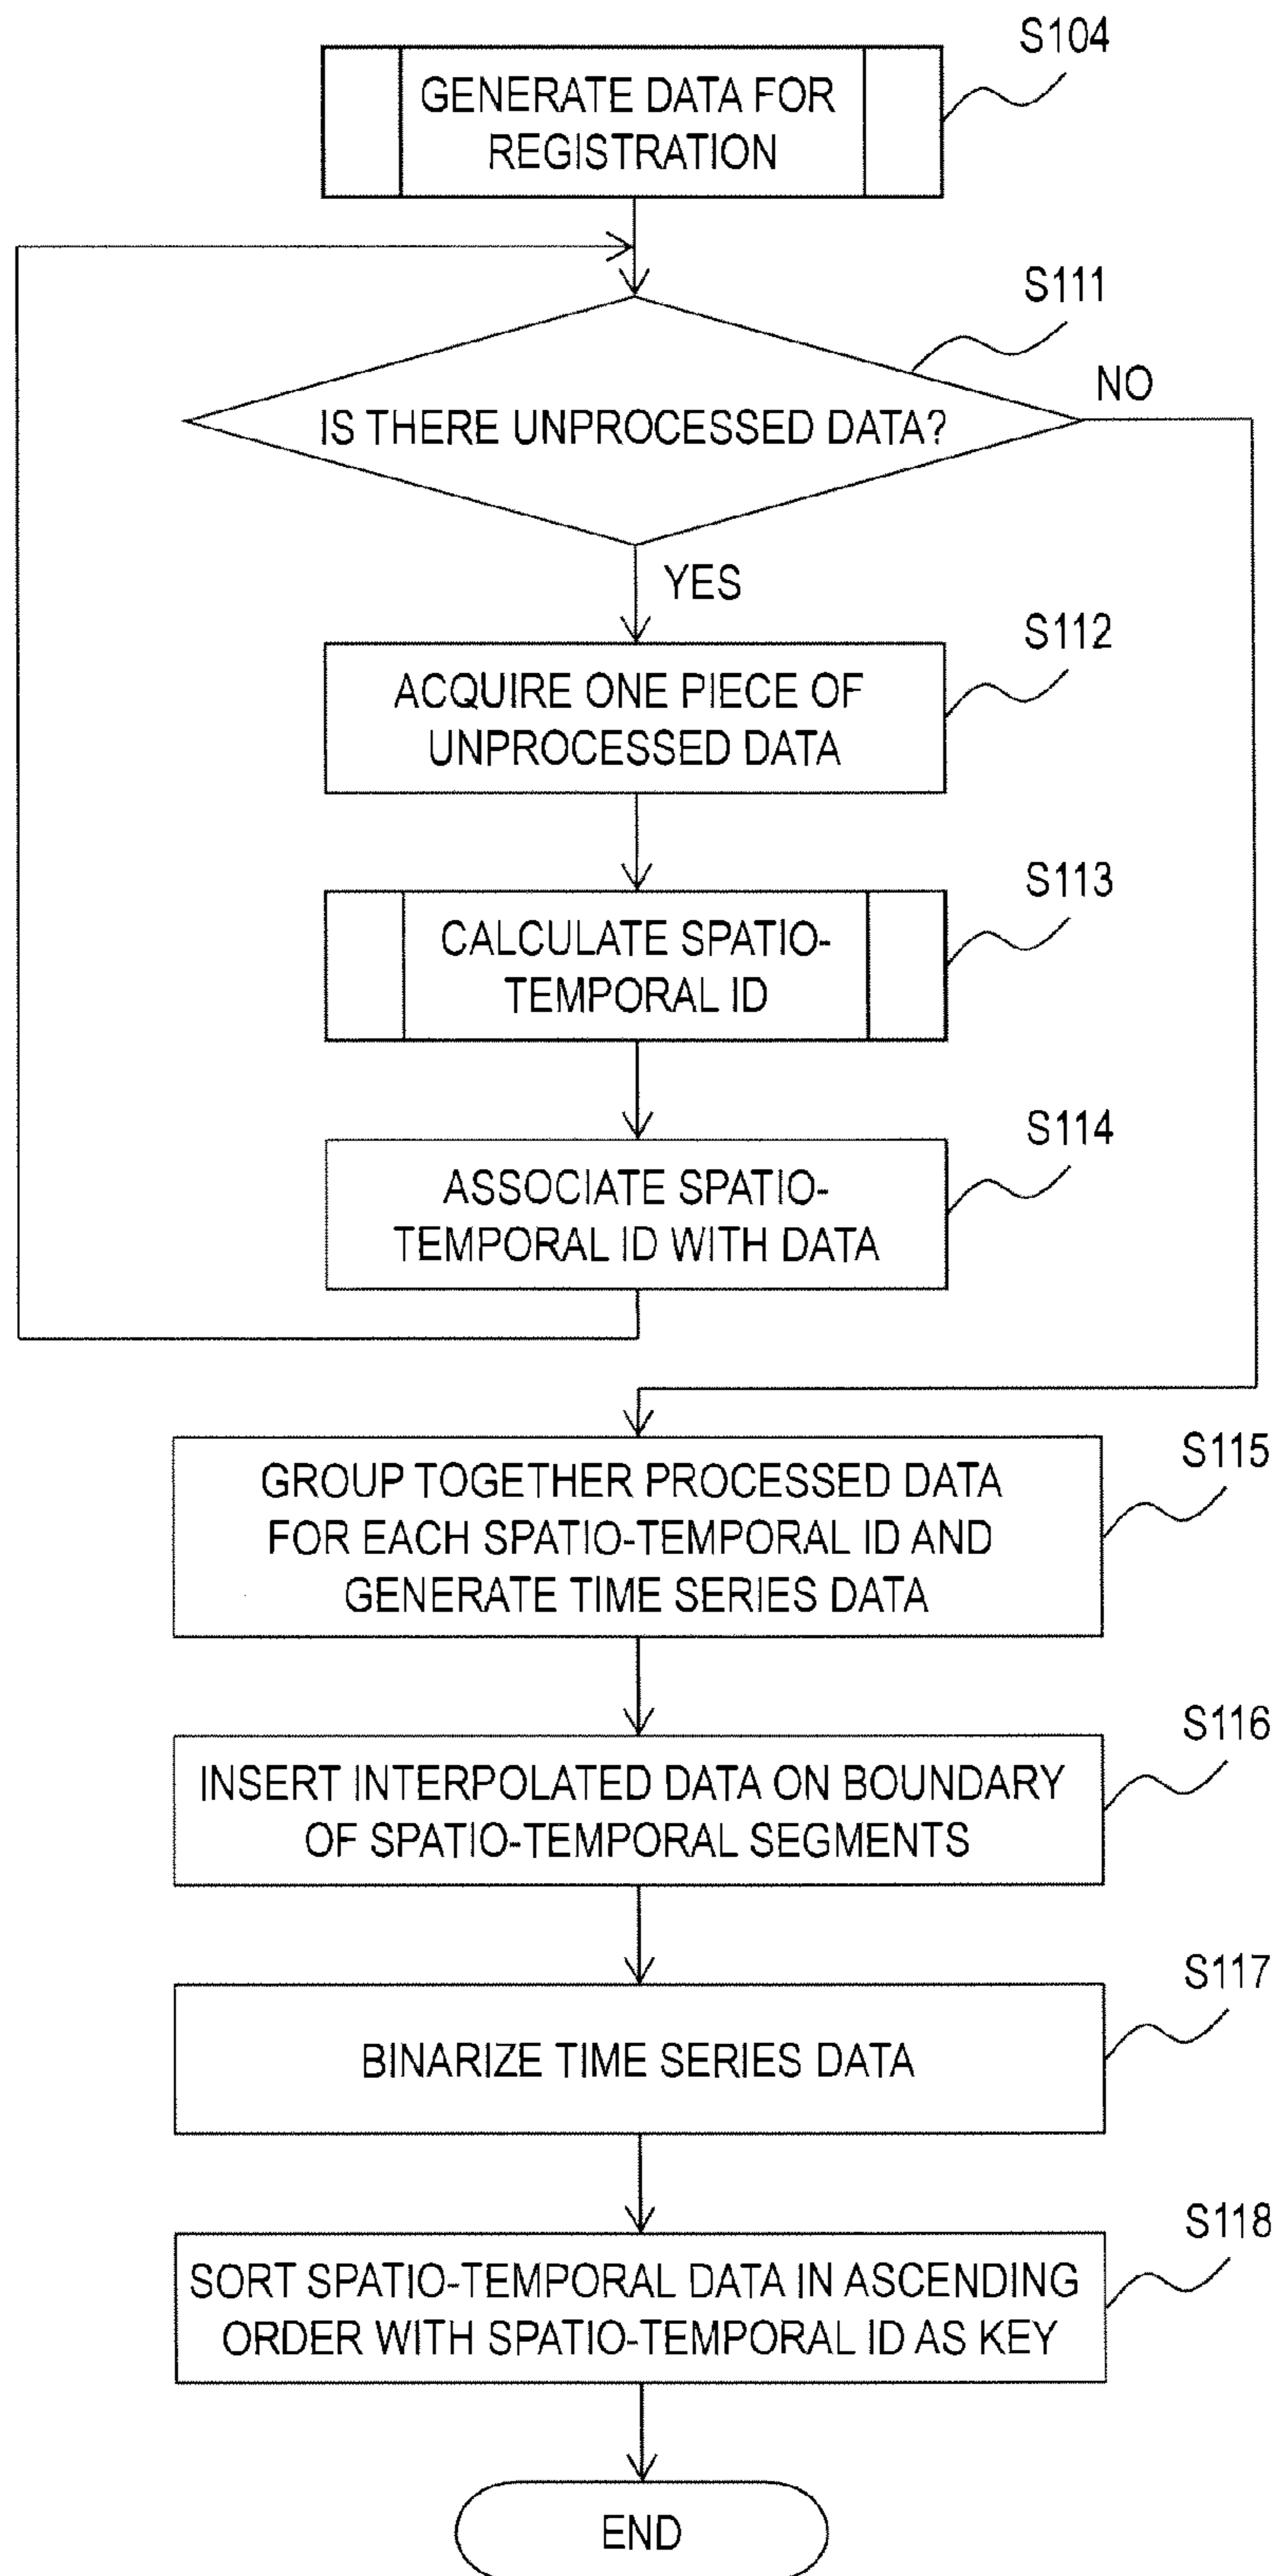 S104
GENERATE DATA FOR
REGISTRATION
S111
NO
IS THERE UNPROCESSED DATA?
YES
S112
ACQUIRE ONE PIECE OF
UNPROCESSED DATA
S113
CALCULATE SPATIO-
TEMPORAL ID
S114
ASSOCIATE SPATIO-
TEMPORAL ID WITH DATA
S115
GROUP TOGETHER PROCESSED DATA
FOR EACH SPATIO-TEMPORAL ID AND
GENERATE TIME SERIES DATA
S116
INSERT INTERPOLATED DATA ON BOUNDARY
OF SPATIO-TEMPORAL SEGMENTS
S117
BINARIZE TIME SERIES DATA
S118
SORT SPATIO-TEMPORAL DATA IN ASCENDING
ORDER WITH SPATIO-TEMPORAL ID AS KEY
END